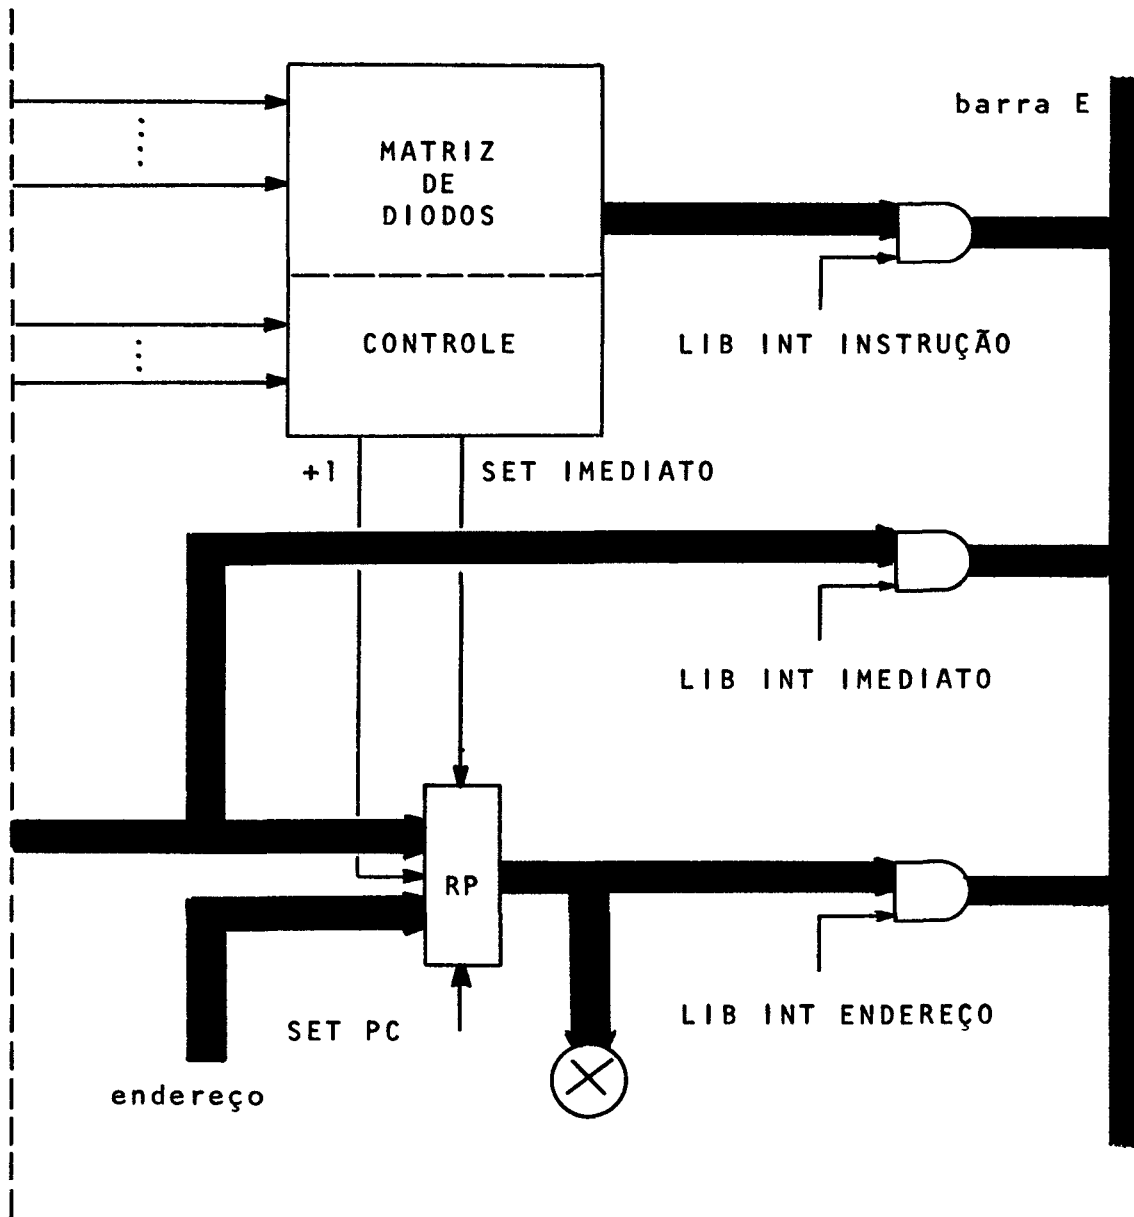 barra E
MATRIZ
DE
DIODOS
CONTROLE
LIB INT INSTRUÇÃO
+1
SET IMEDIATO
LIB INT IMEDIATO
RP
SET PC
LIB INT ENDEREÇO
endereço